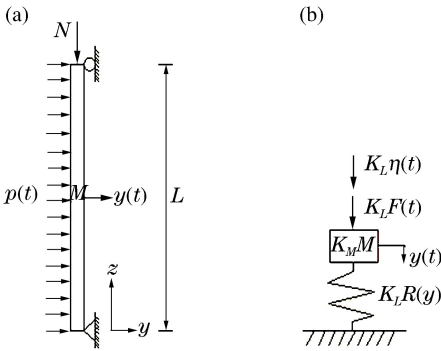 (a)
N
p(t)
M
y(t)
L
z
y
(b)
K_Lη(t)
K_LF(t)
K_MM
y(t)
K_LR(y)